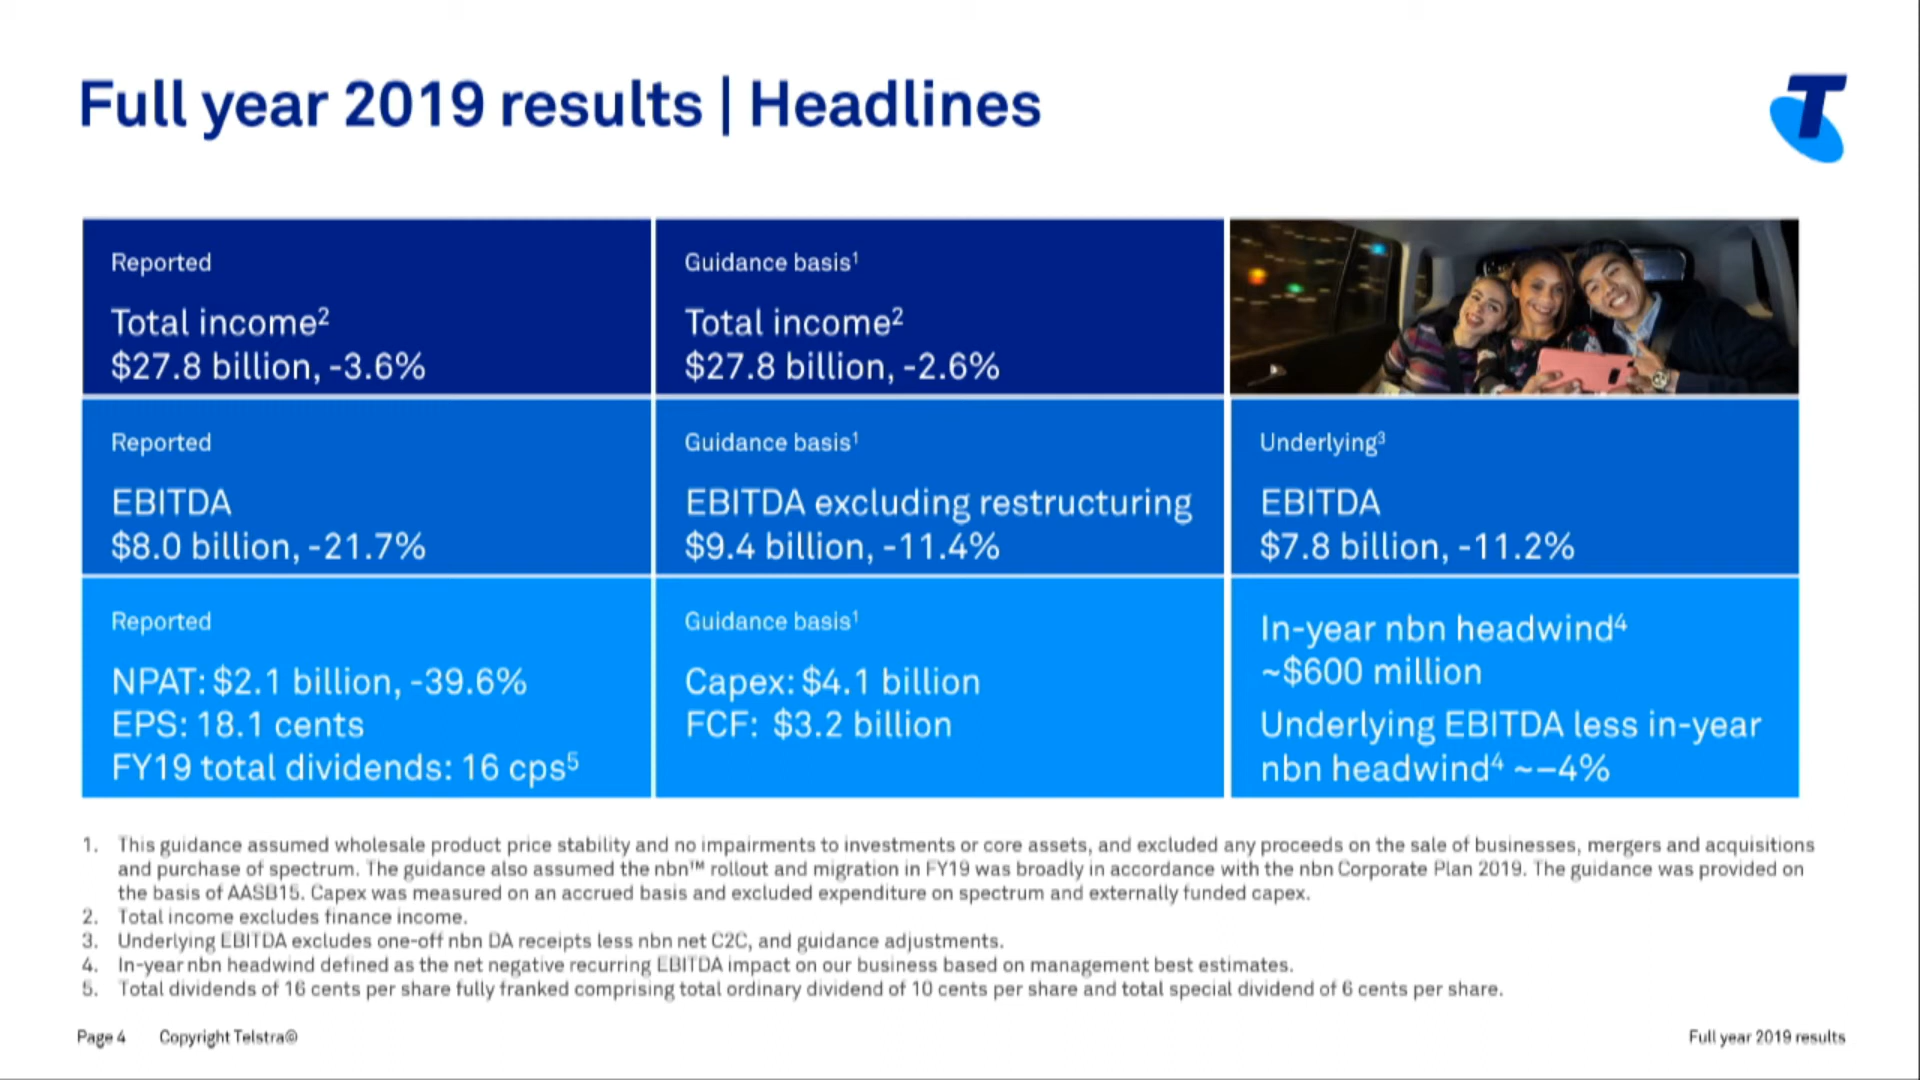 Full year 2019 results | Headlines
T
Reported
Total income²
$27.8 billion, -3.6%
Guidance basis¹
Total income²
$27.8 billion, -2.6%
Reported
EBITDA
$8.0 billion, -21.7%
Guidance basis¹
EBITDA excluding restructuring
$9.4 billion, -11.4%
Underlying³
EBITDA
$7.8 billion, -11.2%
Reported
NPAT: $2.1 billion, -39.6%
EPS: 18.1 cents
FY19 total dividends: 16 cps⁵
Guidance basis¹
Capex: $4.1 billion
FCF: $3.2 billion
In-year nbn headwind⁴
~$600 million
Underlying EBITDA less in-year
nbn headwind⁴ ~–4%
1. This guidance assumed wholesale product price stability and no impairments to investments or core assets, and excluded any proceeds on the sale of businesses, mergers and acquisitions
and purchase of spectrum. The guidance also assumed the nbn™ rollout and migration in FY19 was broadly in accordance with the nbn Corporate Plan 2019. The guidance was provided on
the basis of AASB15. Capex was measured on an accrued basis and excluded expenditure on spectrum and externally funded capex.
2. Total income excludes finance income.
3. Underlying EBITDA excludes one-off nbn DA receipts less nbn net C2C, and guidance adjustments.
4. In-year nbn headwind defined as the net negative recurring EBITDA impact on our business based on management best estimates.
5. Total dividends of 16 cents per share fully franked comprising total ordinary dividend of 10 cents per share and total special dividend of 6 cents per share.
Page 4 Copyright Telstra©
Full year 2019 results